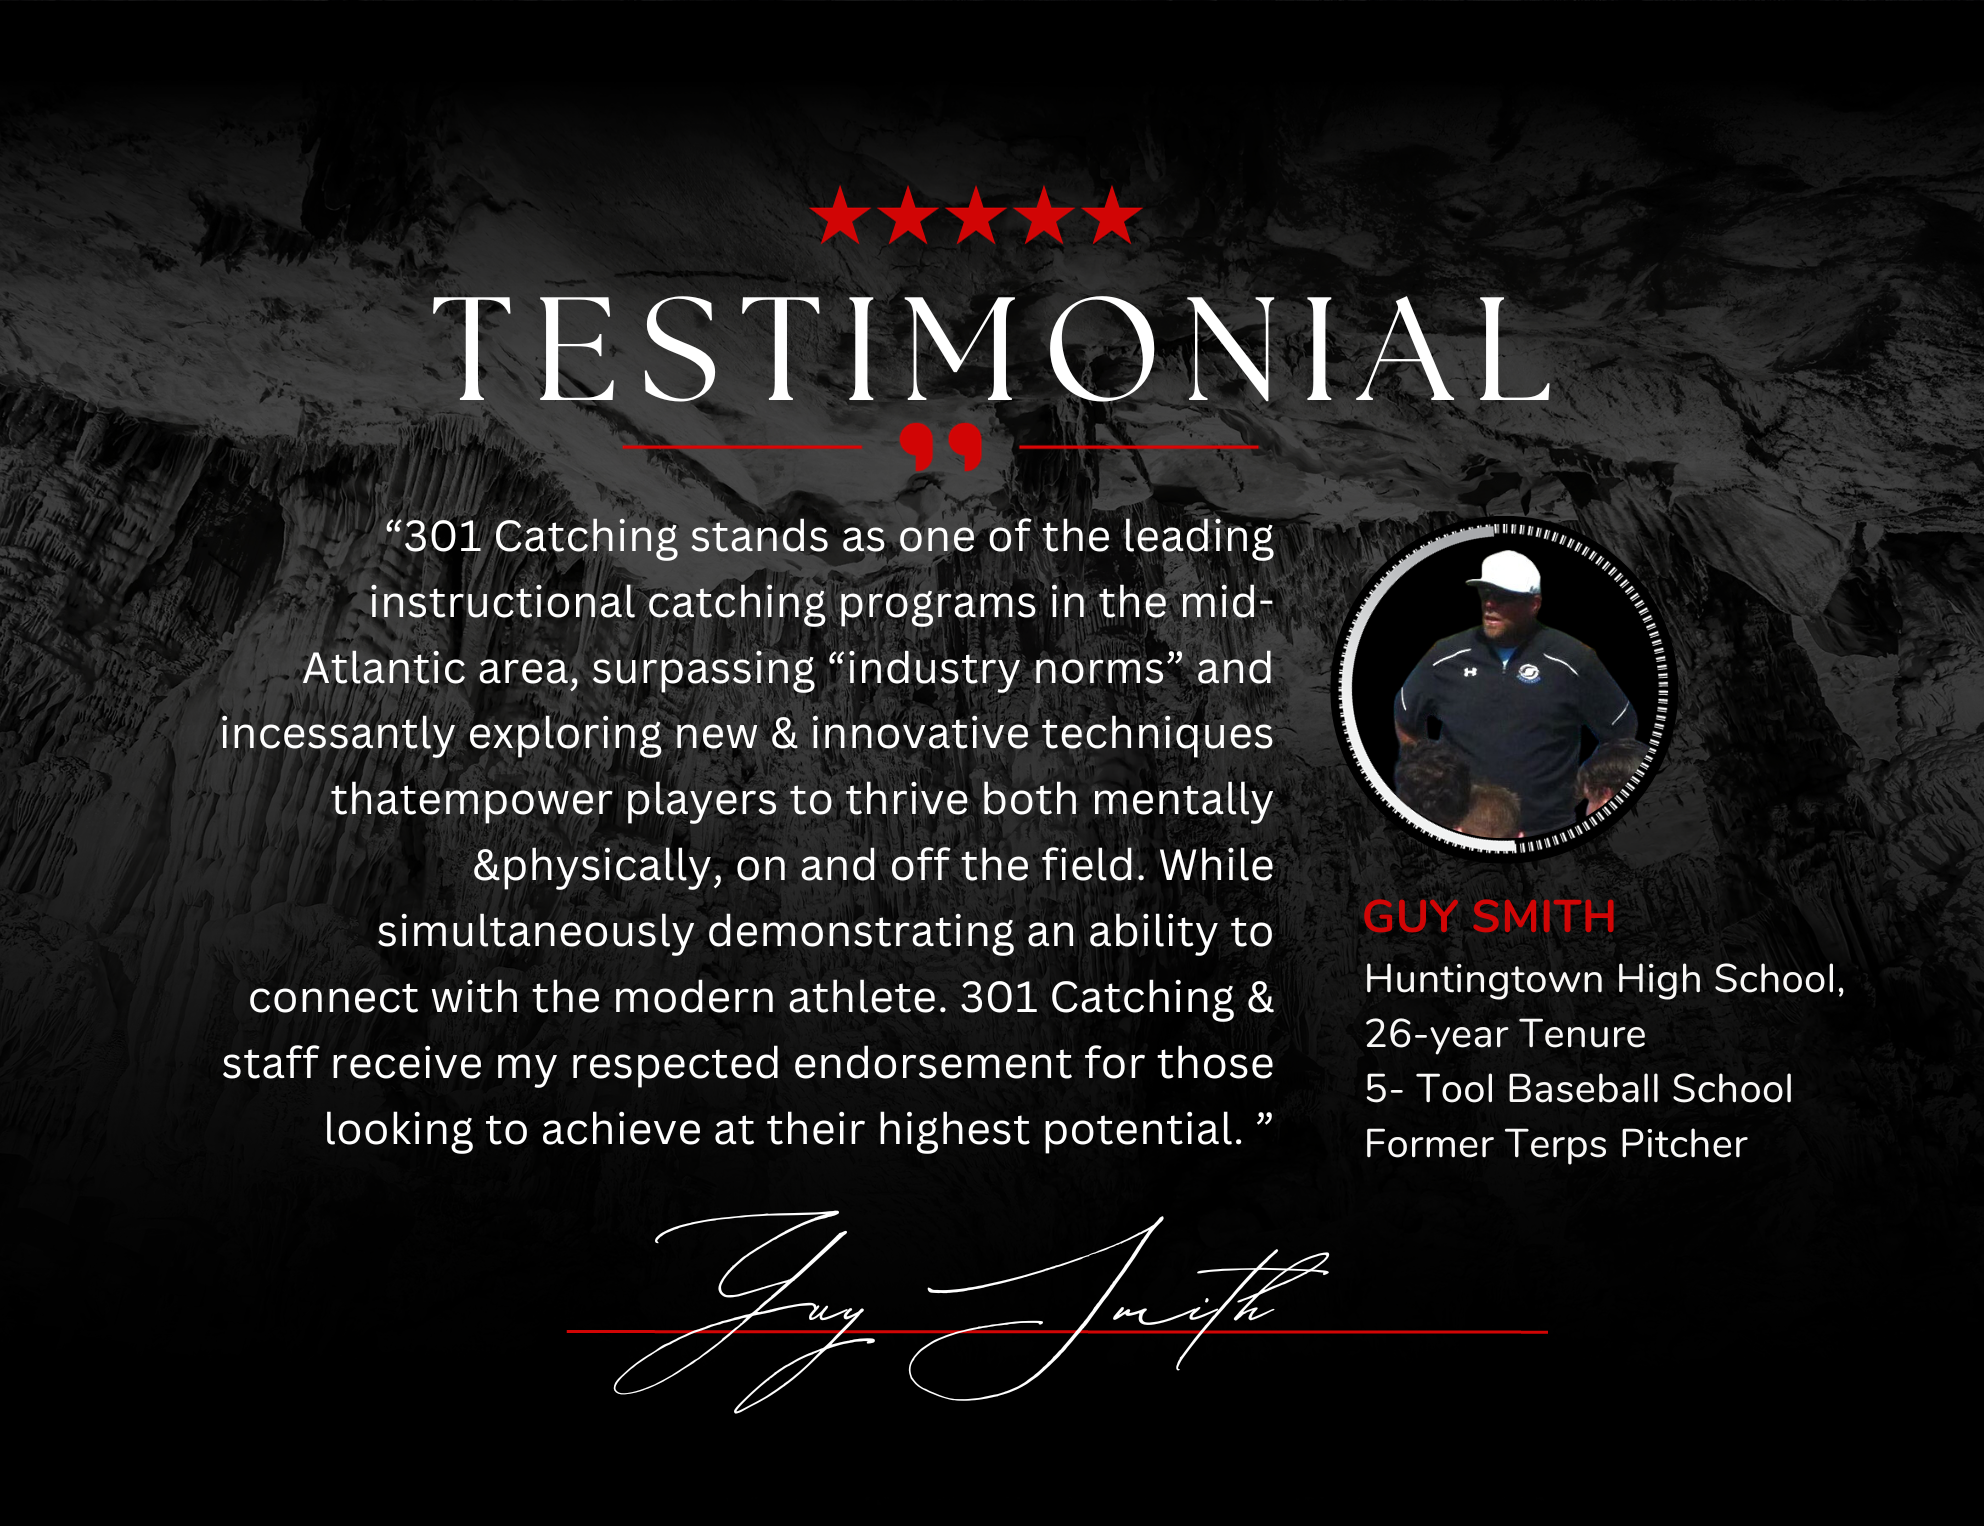 TESTIMONIAL
“301 Catching stands as one of the leading
instructional catching programs in the mid-
Atlantic area, surpassing “industry norms” and
incessantly exploring new & innovative techniques
thatempower players to thrive both mentally
&physically, on and off the field. While
simultaneously demonstrating an ability to
connect with the modern athlete. 301 Catching &
staff receive my respected endorsement for those
looking to achieve at their highest potential. ”
GUY SMITH
Huntingtown High School,
26-year Tenure
5- Tool Baseball School
Former Terps Pitcher
Guy Smith